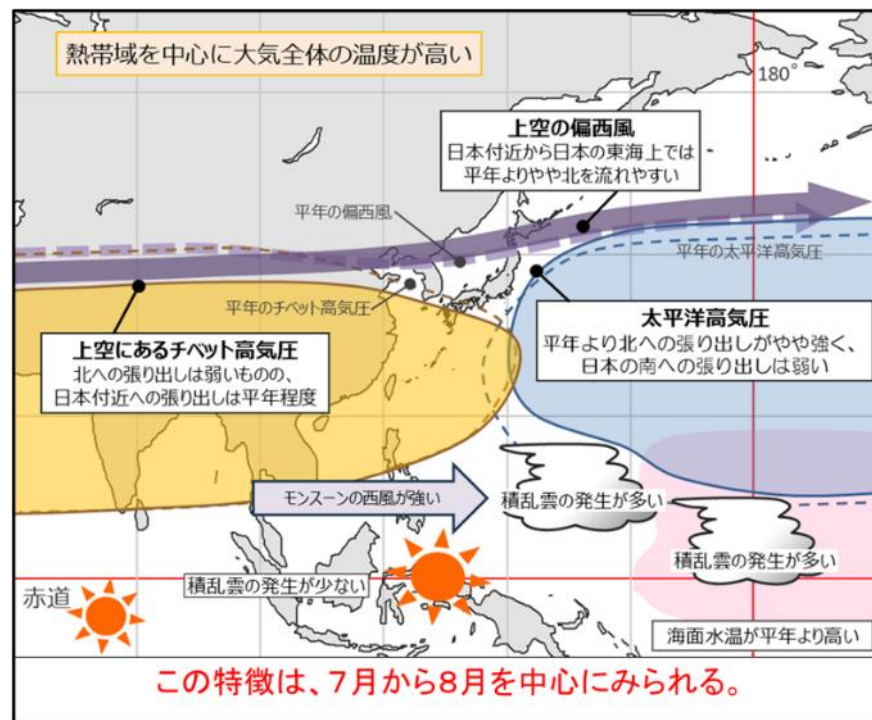 熱帯域を中心に大気全体の温度が高い
180°
上空の偏西風
日本付近から日本の東海上では
平年よりやや北を流れやすい
平年の偏西風
平年の太平洋高気圧
平年のチベット高気圧
上空にあるチベット高気圧
北への張り出しは弱いものの、
日本付近への張り出しは平年程度
太平洋高気圧
平年より北への張り出しがやや強く、
日本の南への張り出しは弱い
モンスーンの西風が強い
積乱雲の発生が多い
積乱雲の発生が多い
積乱雲の発生が少ない
赤道
海面水温が平年より高い
この特徴は、7月から8月を中心にみられる。